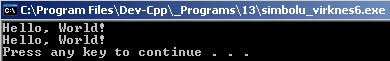 C:\Program Files\Dev-Cpp\_Programs\13\simbolu_virknes6.exe
Hello, World!
Hello, World!
Press any key to continue . . .